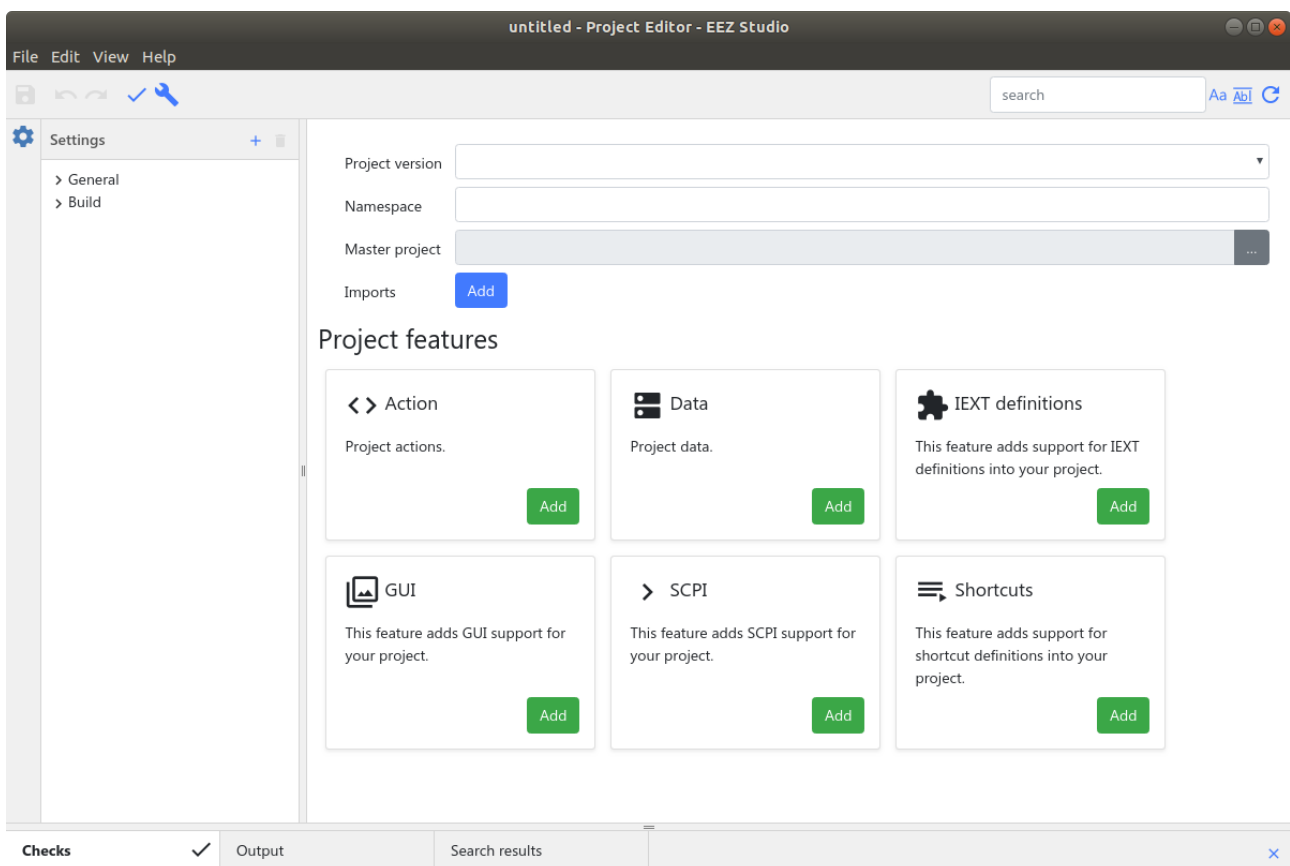 untitled - Project Editor - EEZ Studio
File Edit View Help
search
Aa Abl
Settings
General
Build
Project version
Namespace
Master project
...
Imports
Add
Project features
Action
Project actions.
Add
Data
Project data.
Add
IEXT definitions
This feature adds support for IEXT
definitions into your project.
Add
GUI
This feature adds GUI support for
your project.
Add
SCPI
This feature adds SCPI support for
your project.
Add
Shortcuts
This feature adds support for
shortcut definitions into your
project.
Add
Checks
Output
Search results